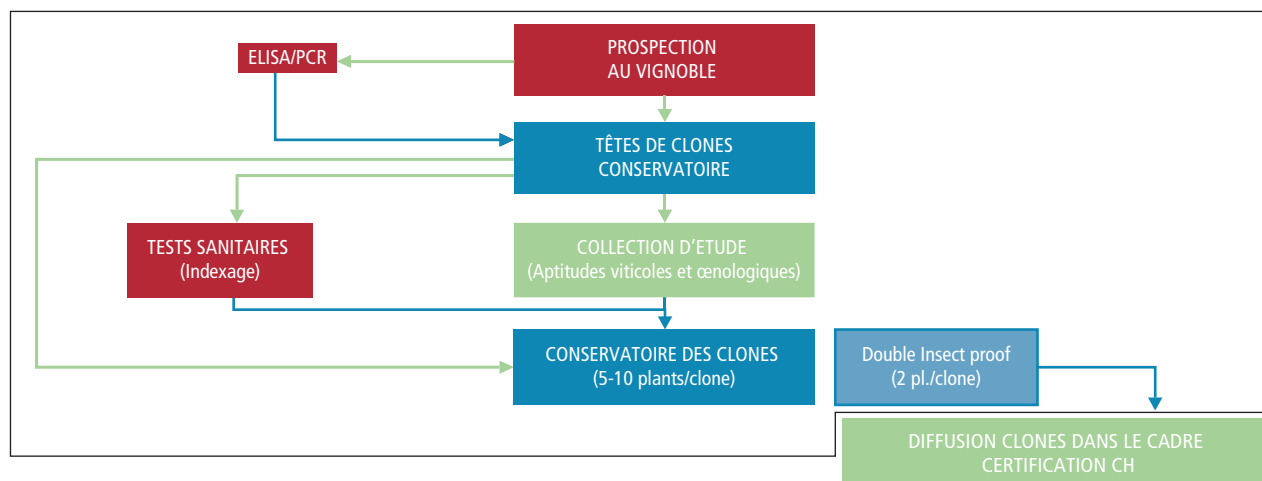 ELISA/PCR
PROSPECTION
AU VIGNOBLE
TÊTES DE CLONES
CONSERVATOIRE
TESTS SANITAIRES
(Indexage)
COLLECTION D'ETUDE
(Aptitudes viticoles et œnologiques)
CONSERVATOIRE DES CLONES
(5-10 plants/clone)
Double Insect proof
(2 pl./clone)
DIFFUSION CLONES DANS LE CADRE
CERTIFICATION CH